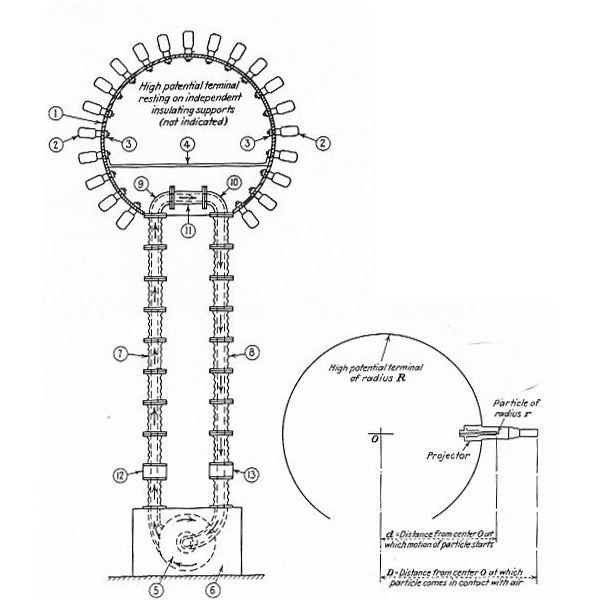 High potential terminal
resting on independent
insulating supports
(not indicated)
1
2
3
4
3
2
9
10
11
7
8
12
13
5
6
High potential terminal
of radius R
Particle of
radius r
O
Projector
d = Distance from center O at
which motion of particle starts
D = Distance from center O at which
particle comes in contact with air